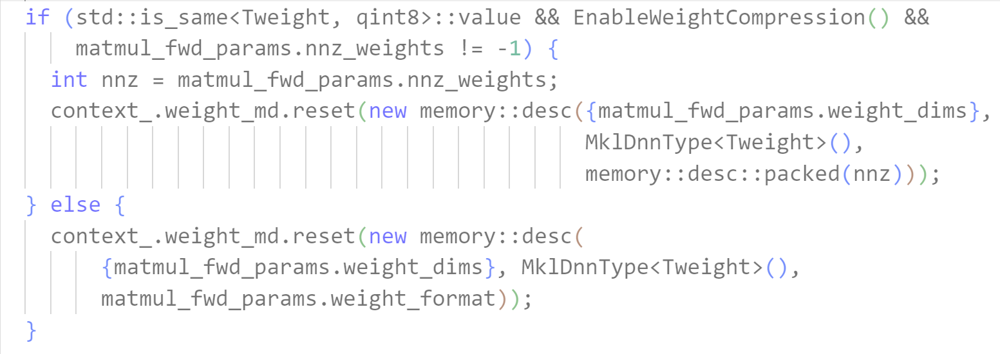 if (std::is_same<Tweight, qint8>::value && EnableWeightCompression() &&
matmul_fwd_params.nnz_weights != -1) {
int nnz = matmul_fwd_params.nnz_weights;
context_.weight_md.reset(new memory::desc({matmul_fwd_params.weight_dims},
MklDnnType<Tweight>(),
memory::desc::packed(nnz)));
} else {
context_.weight_md.reset(new memory::desc(
{matmul_fwd_params.weight_dims}, MklDnnType<Tweight>(),
matmul_fwd_params.weight_format));
}